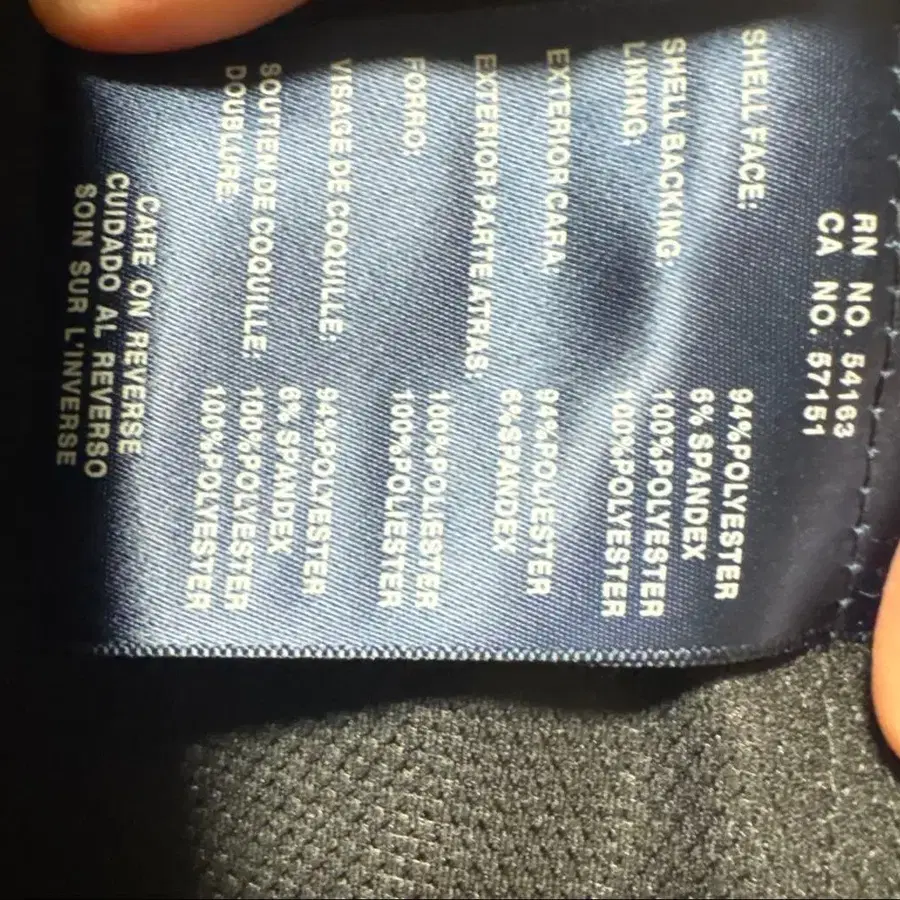 RN NO. 54163
CA NO. 57151
SHELL FACE: 94%POLYESTER
6% SPANDEX
SHELL BACKING: 100%POLYESTER
LINING: 100%POLYESTER
EXTERIOR CARA: 94%POLIESTER
6%SPANDEX
EXTERIOR PARTE ATRAS: 100%POLIESTER
FORRO: 100%POLIESTER
VISAGE DE COQUILLE: 94%POLYESTER
6% SPANDEX
SOUTIEN DE COQUILLE: 100%POLYESTER
DOUBLURE: 100%POLYESTER
CARE ON REVERSE
CUIDADO AL REVERSO
SOIN SUR L'INVERSE